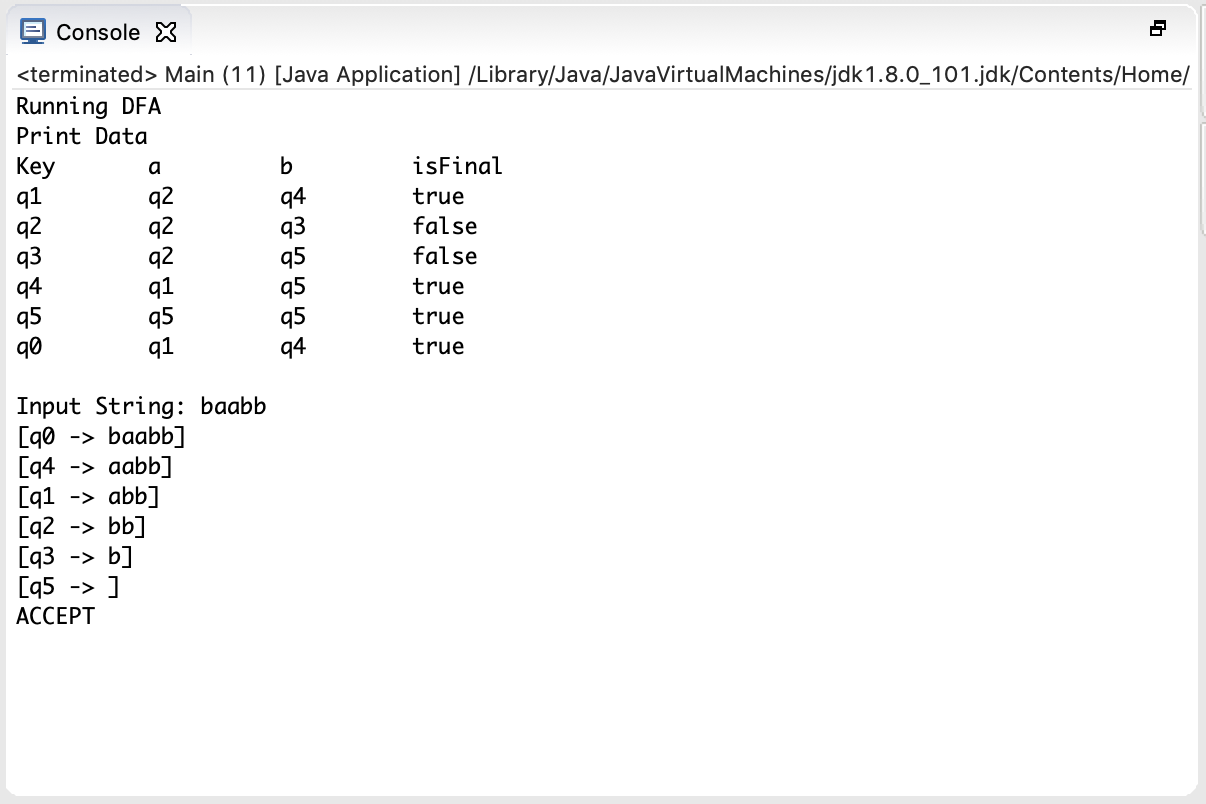 Console
<terminated> Main (11) [Java Application] /Library/Java/JavaVirtualMachines/jdk1.8.0_101.jdk/Contents/Home/
Running DFA
Print Data
Key a b isFinal
q1 q2 q4 true
q2 q2 q3 false
q3 q2 q5 false
q4 q1 q5 true
q5 q5 q5 true
q0 q1 q4 true
Input String: baabb
[q0 -> baabb]
[q4 -> aabb]
[q1 -> abb]
[q2 -> bb]
[q3 -> b]
[q5 -> ]
ACCEPT